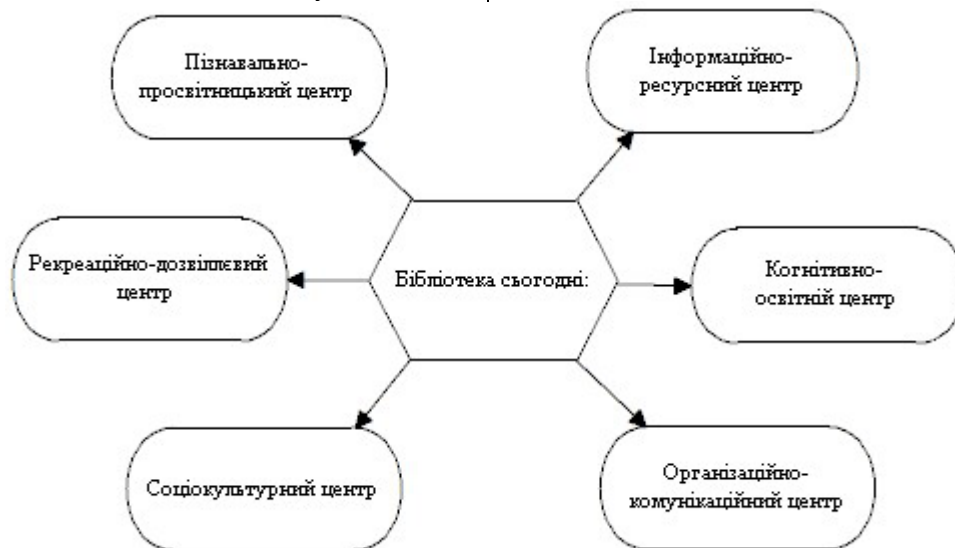 Пізнавально-
просвітницький центр
Інформаційно-
ресурсний центр
Рекреаційно-дозвіллєвий
центр
Бібліотека сьогодні:
Когнітивно-
освітній центр
Соціокультурний центр
Організаційно-
комунікаційний центр